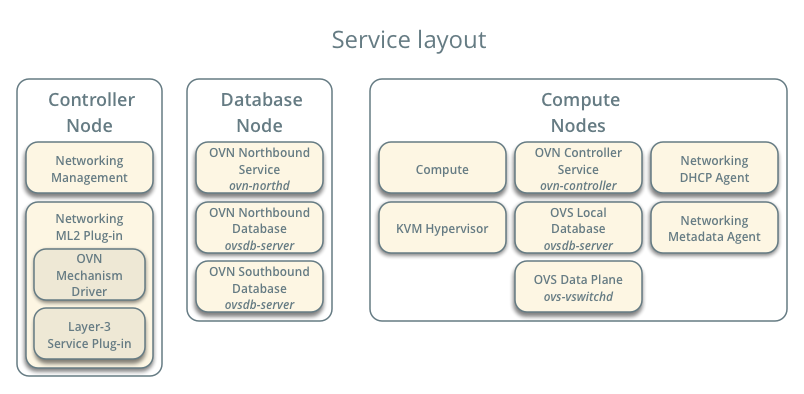 Service layout
Controller
Node
Networking
Management
Networking
ML2 Plug-in
OVN
Mechanism
Driver
Layer-3
Service Plug-in
Database
Node
OVN Northbound
Service
ovn-northd
OVN Northbound
Database
ovsdb-server
OVN Southbound
Database
ovsdb-server
Compute
Nodes
Compute
KVM Hypervisor
OVN Controller
Service
ovn-controller
OVS Local
Database
ovsdb-server
OVS Data Plane
ovs-vswitchd
Networking
DHCP Agent
Networking
Metadata Agent